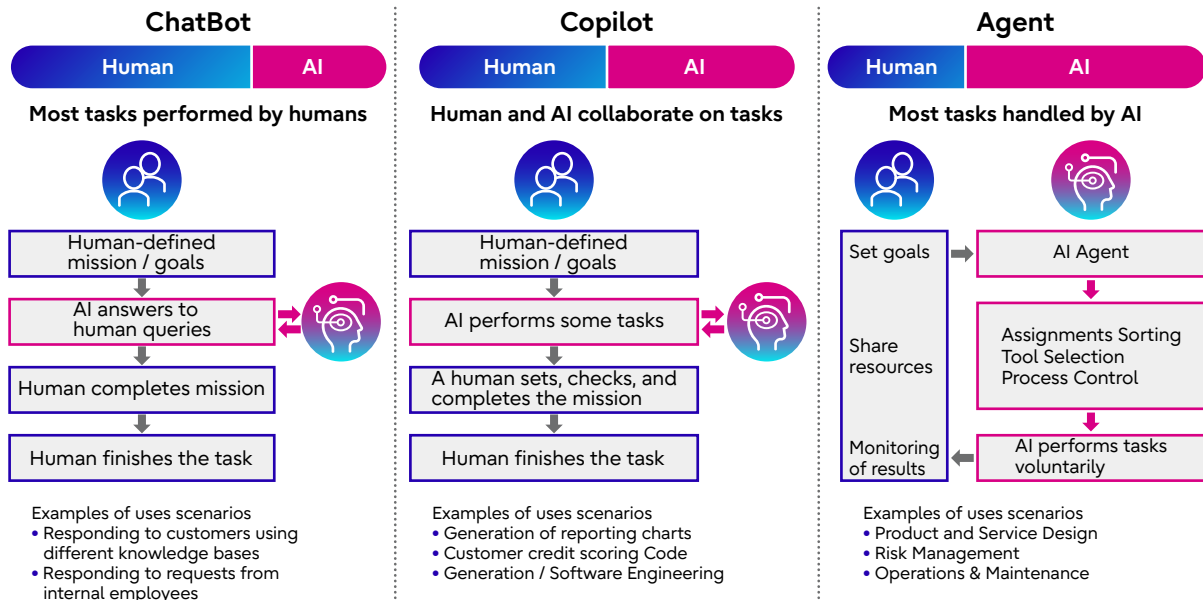 ChatBot
Human
AI
Most tasks performed by humans
Human-defined
mission / goals
AI answers to
human queries
Human completes mission
Human finishes the task
Examples of uses scenarios
• Responding to customers using
different knowledge bases
• Responding to requests from
internal employees
Copilot
Human
AI
Human and AI collaborate on tasks
Human-defined
mission / goals
AI performs some tasks
A human sets, checks, and
completes the mission
Human finishes the task
Examples of uses scenarios
• Generation of reporting charts
• Customer credit scoring Code
• Generation / Software Engineering
Agent
Human
AI
Most tasks handled by AI
Set goals
AI Agent
Share
resources
Assignments Sorting
Tool Selection
Process Control
Monitoring
of results
AI performs tasks
voluntarily
Examples of uses scenarios
• Product and Service Design
• Risk Management
• Operations & Maintenance